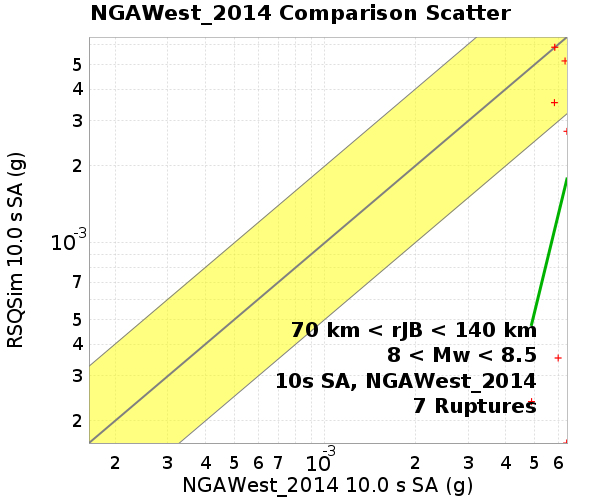 NGAWest_2014 Comparison Scatter
RSQSim 10.0 s SA (g)
5
4
3
2
10-3
7
5
4
3
2
70 km < rJB < 140 km
8 < Mw < 8.5
10s SA, NGAWest_2014
7 Ruptures
2 3 4 5 6 7 10-3 2 3 4 5 6
NGAWest_2014 10.0 s SA (g)